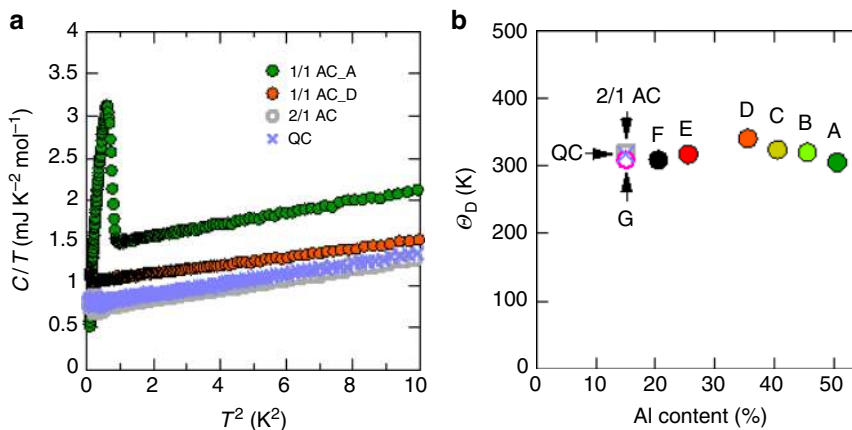 a
C/T (mJ K⁻² mol⁻¹)
4
3.5
3
2.5
2
1.5
1
0.5
0
0 2 4 6 8 10
T² (K²)
1/1 AC_A
1/1 AC_D
2/1 AC
QC
b
Θ_D (K)
500
400
300
200
100
0
0 10 20 30 40 50
Al content (%)
2/1 AC
QC
G
F
E
D
C
B
A